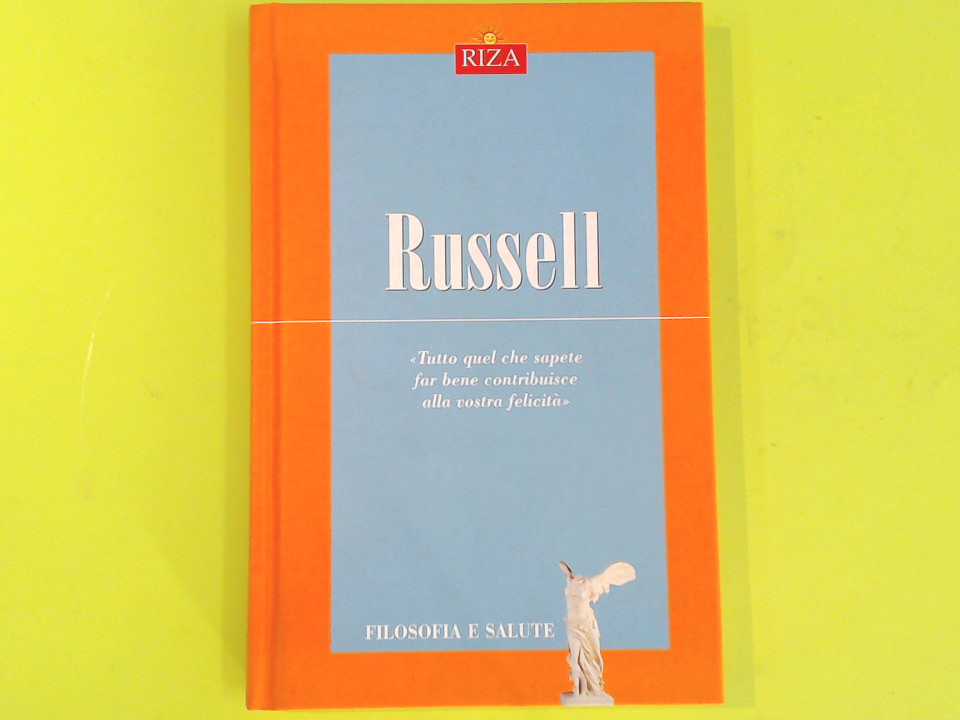 RIZA
Russell
«Tutto quel che sapete
far bene contribuisce
alla vostra felicità»
FILOSOFIA E SALUTE